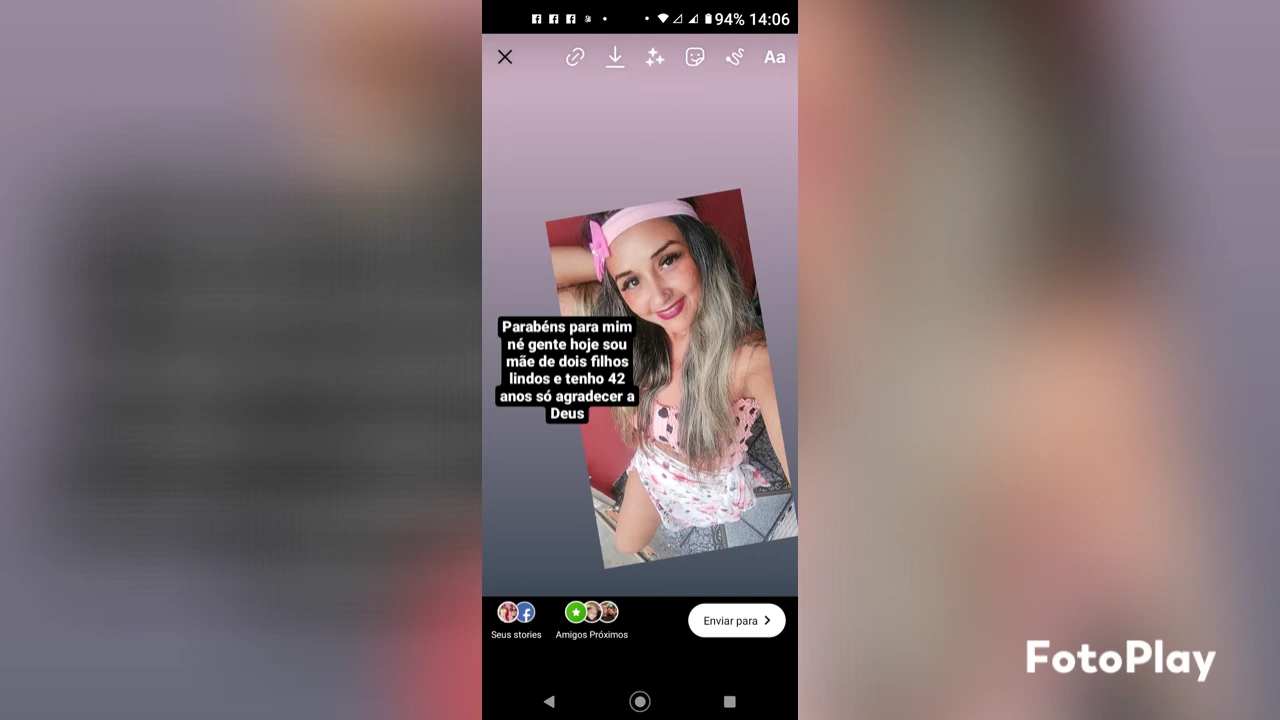 94% 14:06
Aa
Parabéns para mim
né gente hoje sou
mãe de dois filhos
lindos e tenho 42
anos só agradecer a
Deus
Seus stories
Amigos Próximos
Enviar para
FotoPlay